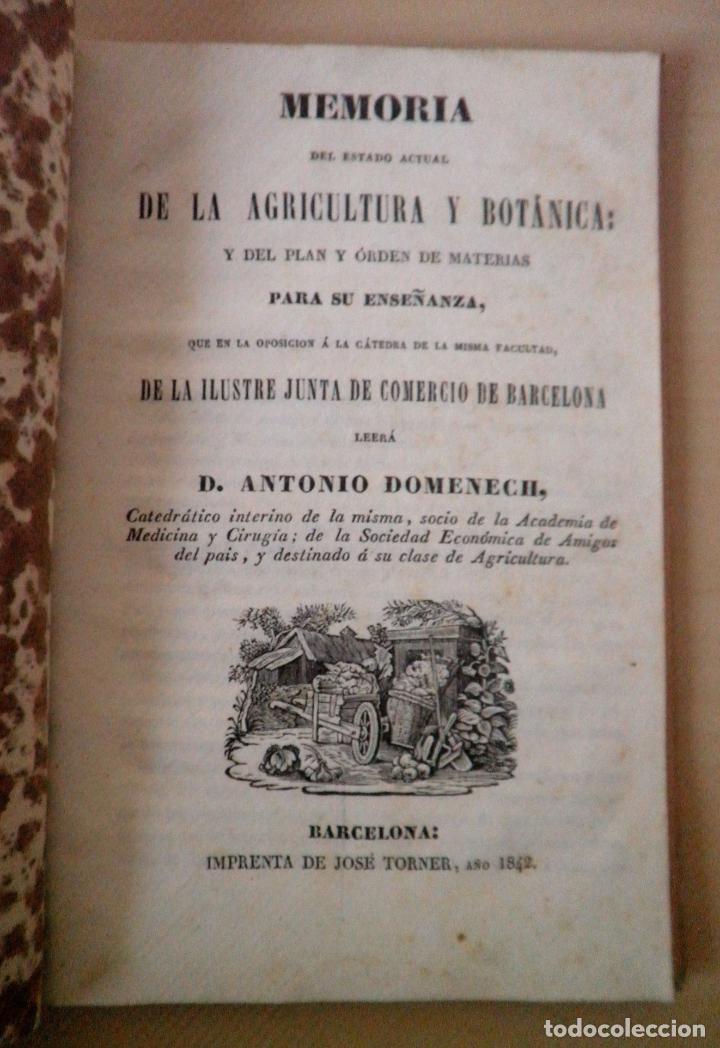 MEMORIA
DEL ESTADO ACTUAL
DE LA AGRICULTURA Y BOTÁNICA:
Y DEL PLAN Y ÓRDEN DE MATERIAS
PARA SU ENSEÑANZA,
QUE EN LA OPOSICION Á LA CÁTEDRA DE LA MISMA FACULTAD,
DE LA ILUSTRE JUNTA DE COMERCIO DE BARCELONA
LEERÁ
D. ANTONIO DOMENECH,
Catedrático interino de la misma, socio de la Academia de
Medicina y Cirugía; de la Sociedad Económica de Amigos
del pais, y destinado á su clase de Agricultura.
BARCELONA:
IMPRENTA DE JOSÉ TORNER, AÑO 1842.
todocoleccion